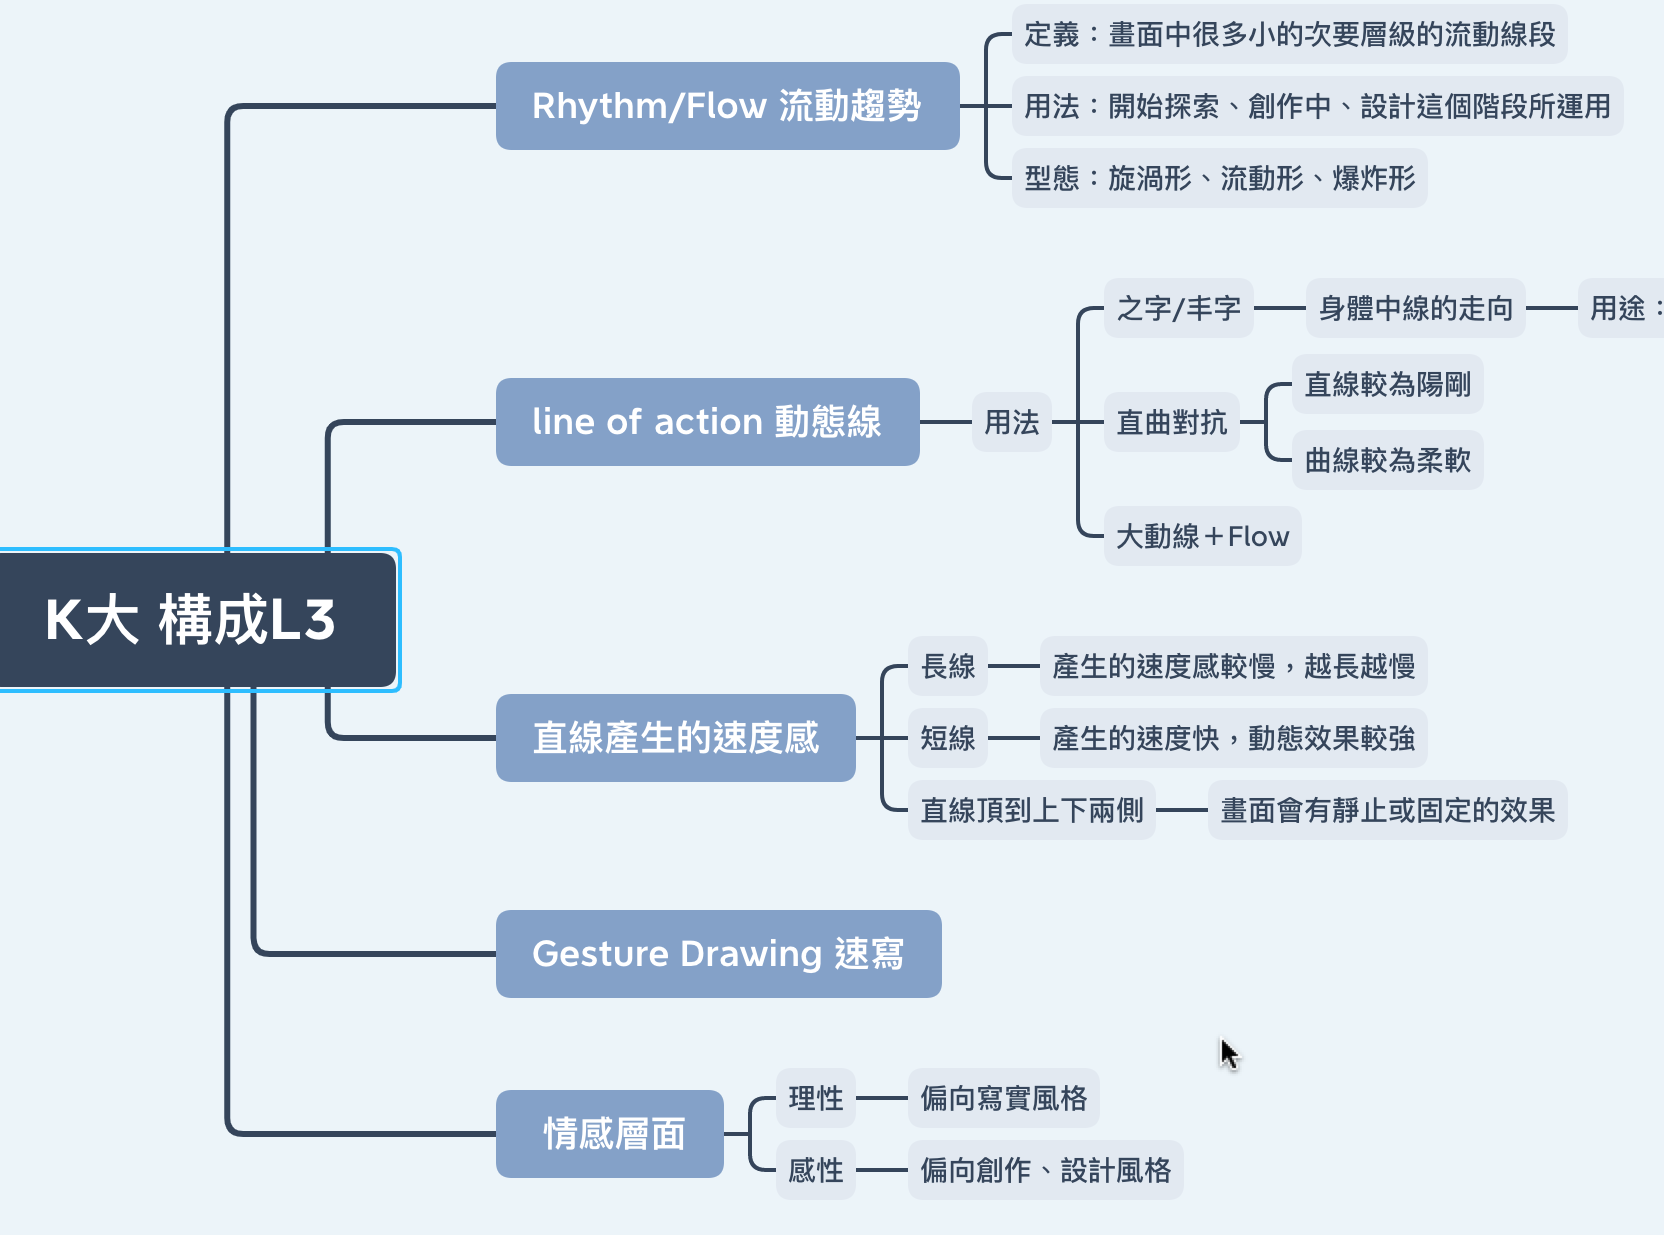 Rhythm/Flow 流動趨勢
定義：畫面中很多小的次要層級的流動線段
用法：開始探索、創作中、設計這個階段所運用
型態：旋渦形、流動形、爆炸形
line of action 動態線
用法
之字/丰字
身體中線的走向
用途：
直曲對抗
直線較為陽剛
曲線較為柔軟
大動線＋Flow
K大 構成L3
直線產生的速度感
長線
產生的速度感較慢，越長越慢
短線
產生的速度快，動態效果較強
直線頂到上下兩側
畫面會有靜止或固定的效果
Gesture Drawing 速寫
情感層面
理性
偏向寫實風格
感性
偏向創作、設計風格